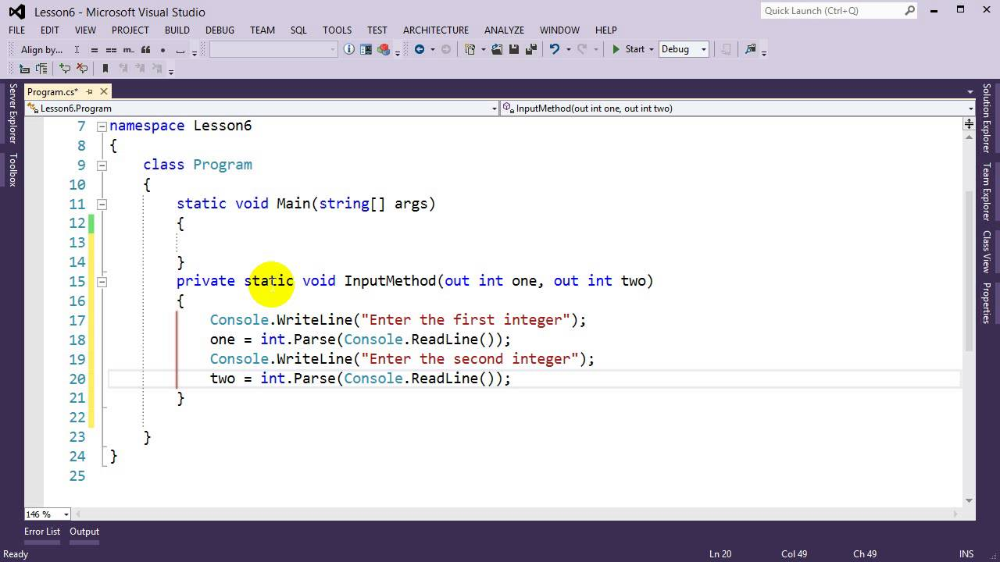 Lesson6 - Microsoft Visual Studio
Quick Launch (Ctrl+Q)
FILE EDIT VIEW PROJECT BUILD DEBUG TEAM SQL TOOLS TEST ARCHITECTURE ANALYZE WINDOW HELP
Align by... Start Debug
Program.cs*
Lesson6.Program
InputMethod(out int one, out int two)
Server Explorer
Toolbox
7 namespace Lesson6
8 {
9 class Program
10 {
11 static void Main(string[] args)
12 {
13
14 }
15 private static void InputMethod(out int one, out int two)
16 {
17 Console.WriteLine("Enter the first integer");
18 one = int.Parse(Console.ReadLine());
19 Console.WriteLine("Enter the second integer");
20 two = int.Parse(Console.ReadLine());
21 }
22
23 }
24 }
25
Solution Explorer
Team Explorer
Class View
Properties
146 %
Error List Output
Ready Ln 20 Col 49 Ch 49 INS